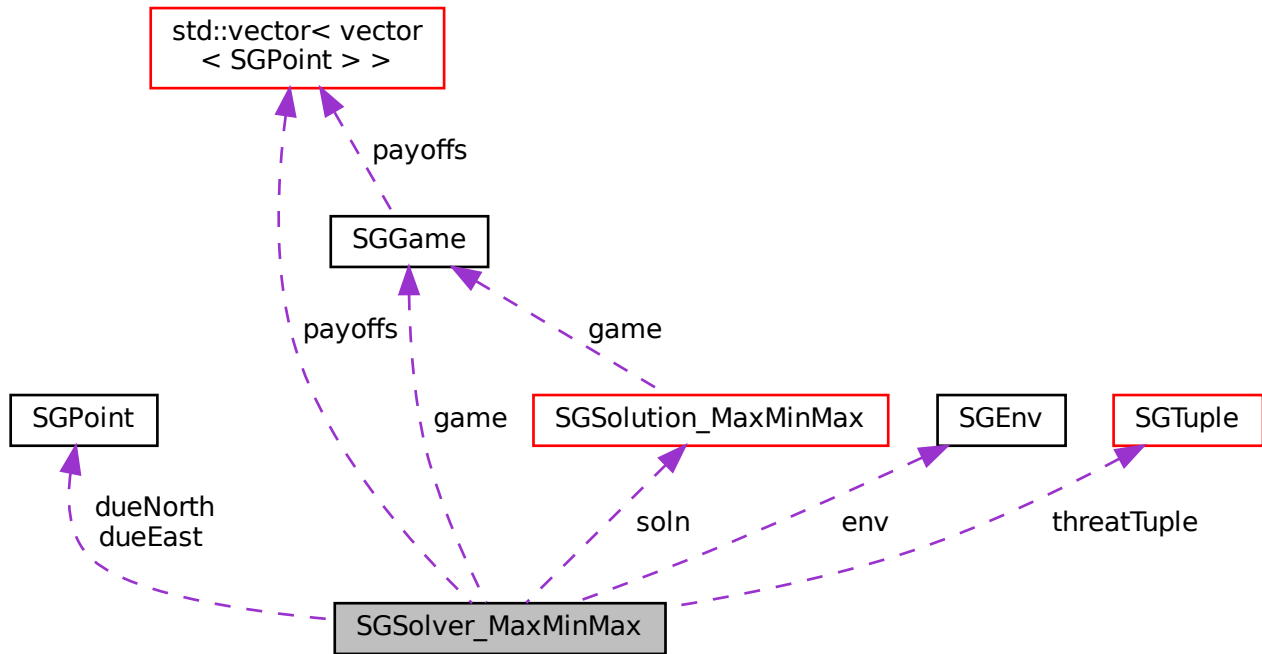 std::vector< vector
< SGPoint > >
payoffs
SGGame
payoffs
game
SGPoint
game
SGSolution_MaxMinMax
SGEnv
SGTuple
dueNorth
dueEast
soln
env
threatTuple
SGSolver_MaxMinMax